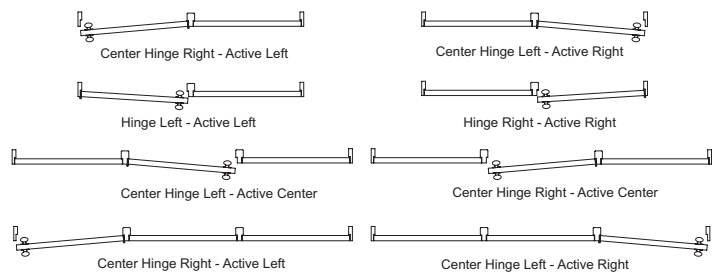 Center Hinge Right - Active Left
Center Hinge Left - Active Right
Hinge Left - Active Left
Hinge Right - Active Right
Center Hinge Left - Active Center
Center Hinge Right - Active Center
Center Hinge Right - Active Left
Center Hinge Left - Active Right